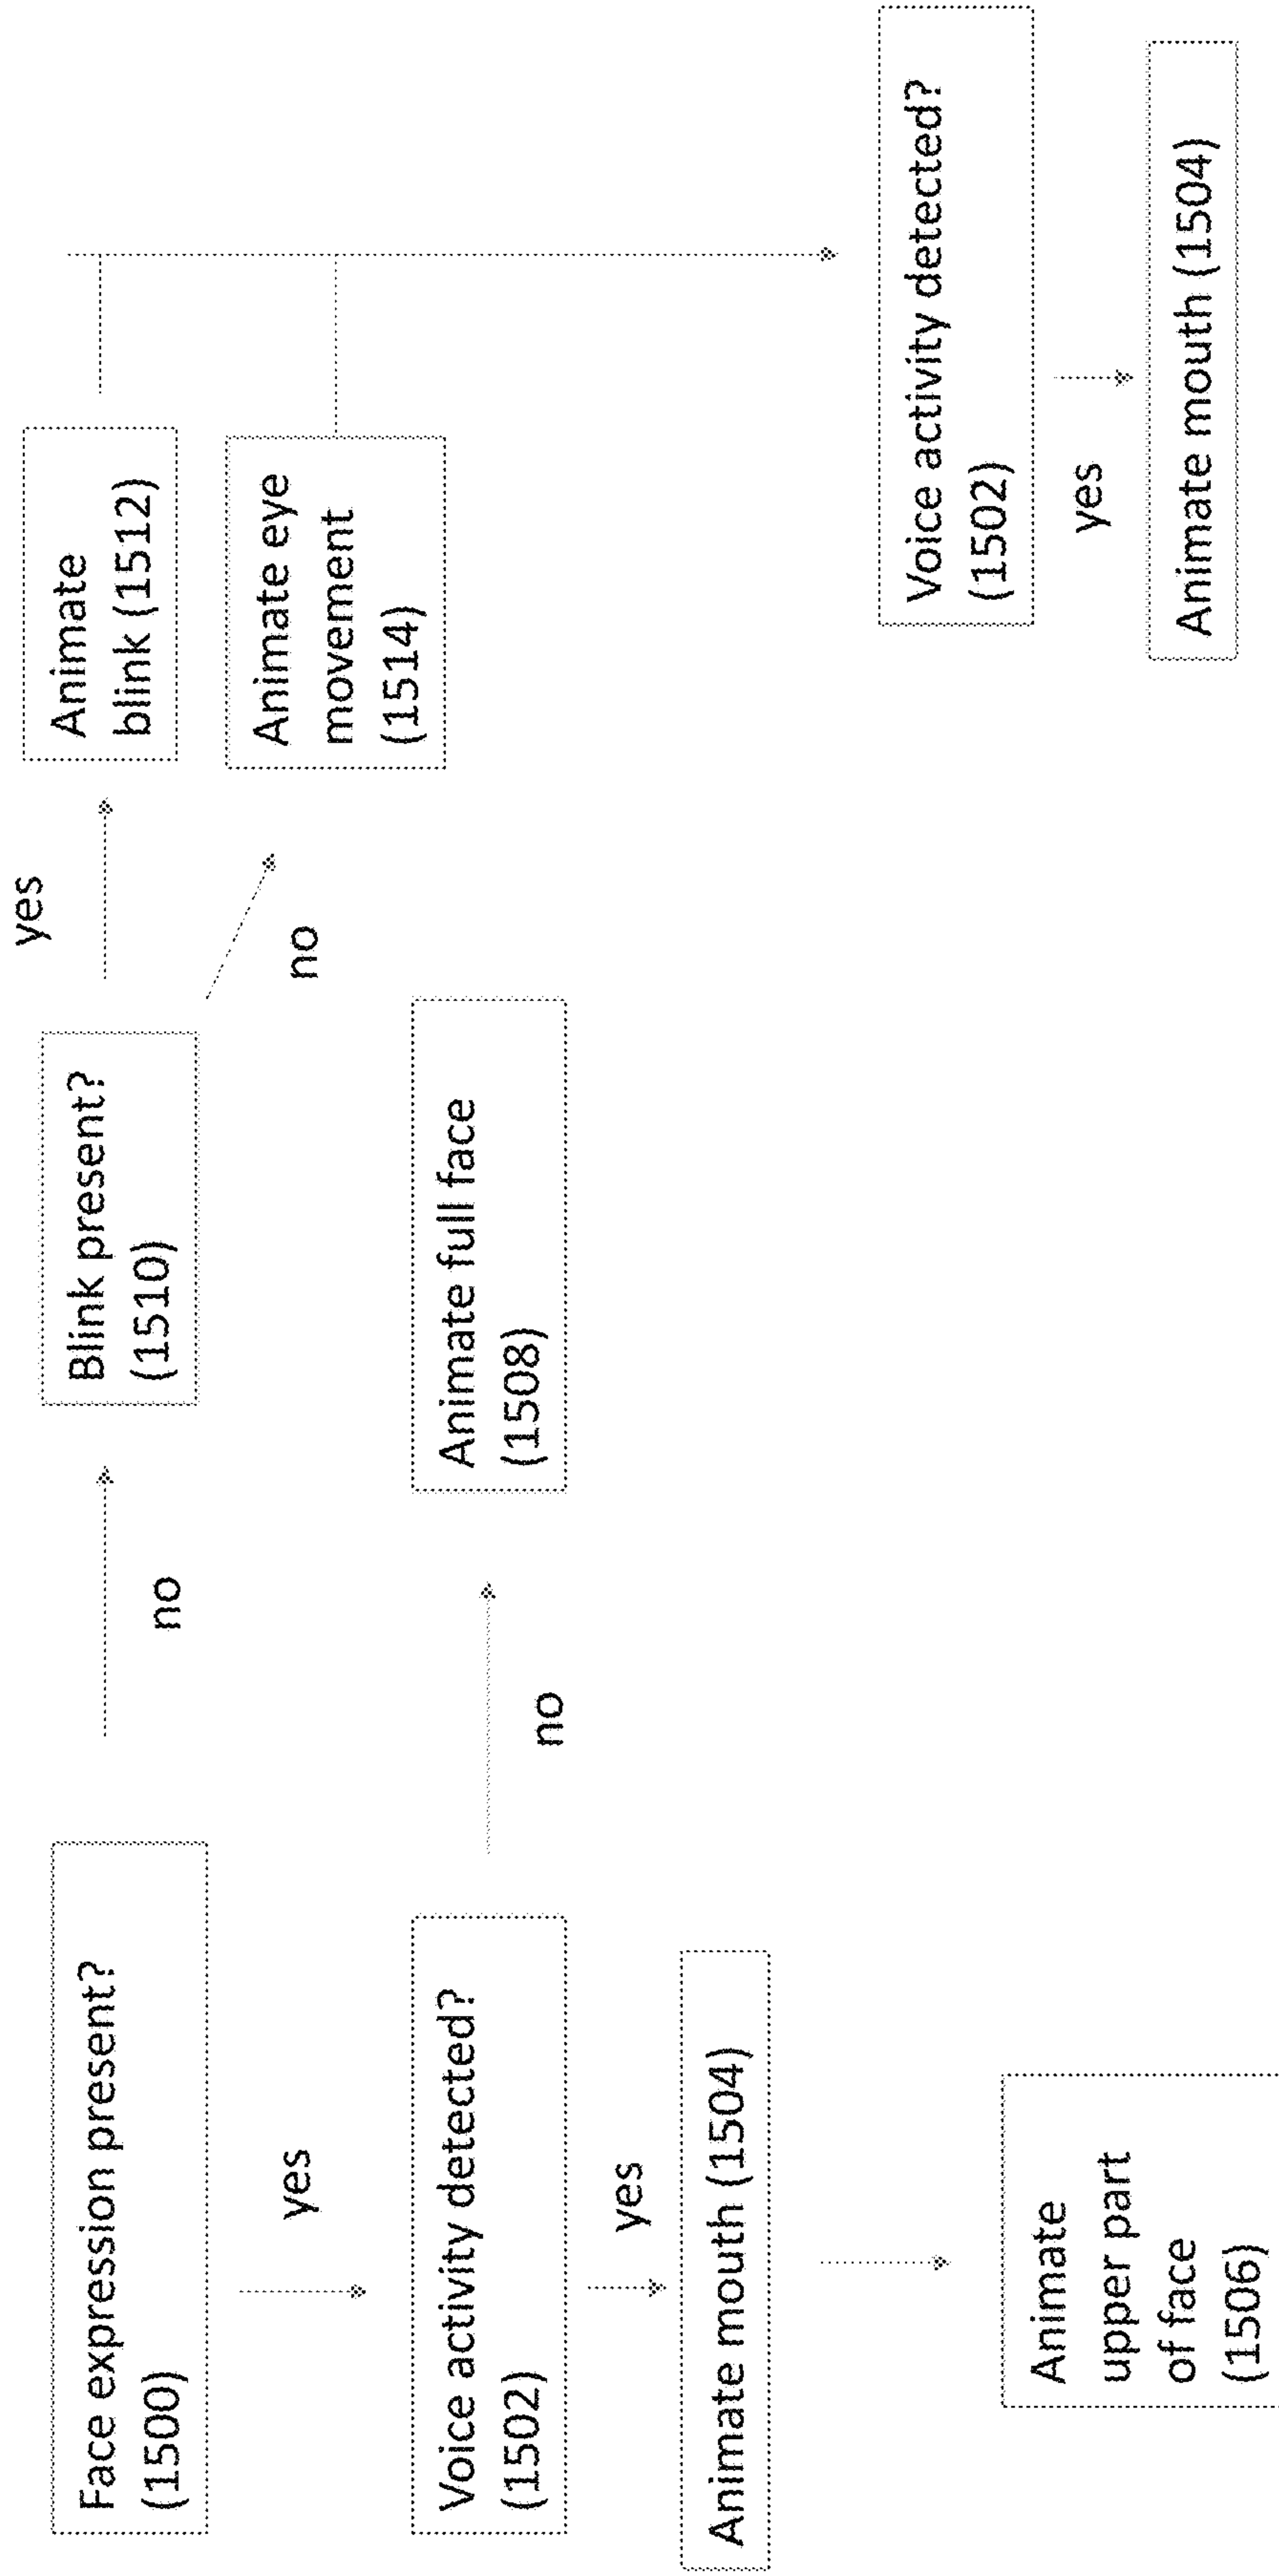 Face expression present?
(1500)
no
Blink present?
(1510)
yes
Animate
blink (1512)
no
Animate eye
movement
(1514)
yes
Voice activity detected?
(1502)
no
Animate full face
(1508)
yes
Animate mouth (1504)
Animate
upper part
of face
(1506)
Voice activity detected?
(1502)
yes
Animate mouth (1504)